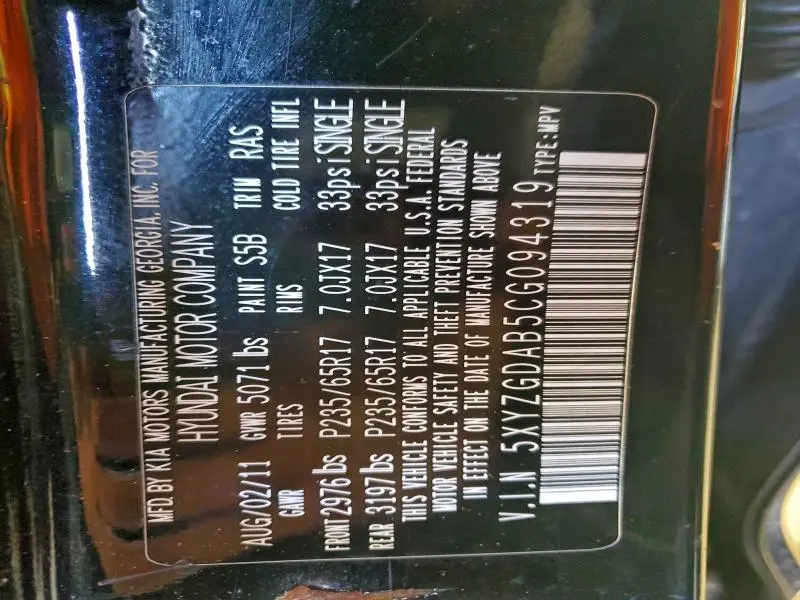 MFD. BY KIA MOTORS MANUFACTURING GEORGIA, INC. FOR
HYUNDAI MOTOR COMPANY
AUG/02/11 GVWR 5071 lbs PAINT S5B TRIM RAS
GAWR TIRES RIMS COLD TIRE INFL
FRONT 2976 lbs P235/65R17 7.0JX17 33psi SINGLE
REAR 3197 lbs P235/65R17 7.0JX17 33psi SINGLE
THIS VEHICLE CONFORMS TO ALL APPLICABLE U.S.A. FEDERAL
MOTOR VEHICLE SAFETY AND THEFT PREVENTION STANDARDS
IN EFFECT ON THE DATE OF MANUFACTURE SHOWN ABOVE
V.I.N 5XYZGDAB5CG094319 TYPE:MPV